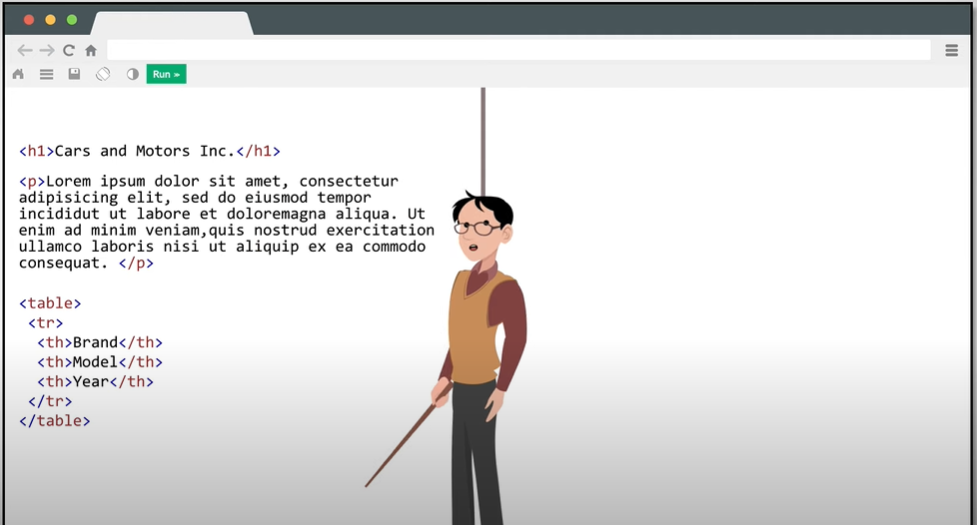 Run »
<h1>Cars and Motors Inc.</h1>
<p>Lorem ipsum dolor sit amet, consectetur
adipisicing elit, sed do eiusmod tempor
incididut ut labore et doloremagna aliqua. Ut
enim ad minim veniam,quis nostrud exercitation
ullamco laboris nisi ut aliquip ex ea commodo
consequat. </p>
<table>
<tr>
<th>Brand</th>
<th>Model</th>
<th>Year</th>
</tr>
</table>